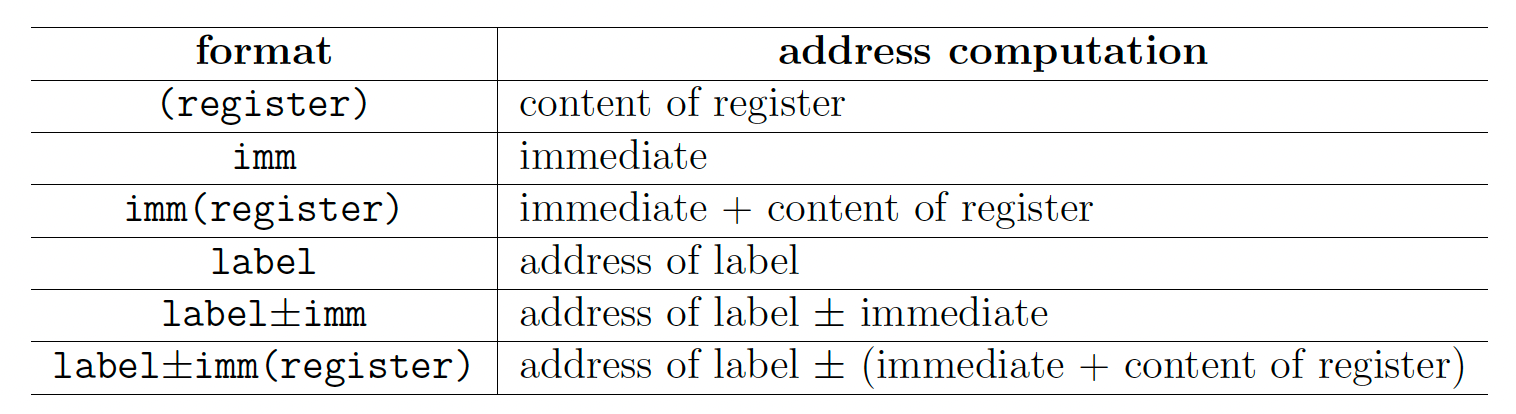 format address computation
(register) content of register
imm immediate
imm(register) immediate + content of register
label address of label
label±imm address of label ± immediate
label±imm(register) address of label ± (immediate + content of register)